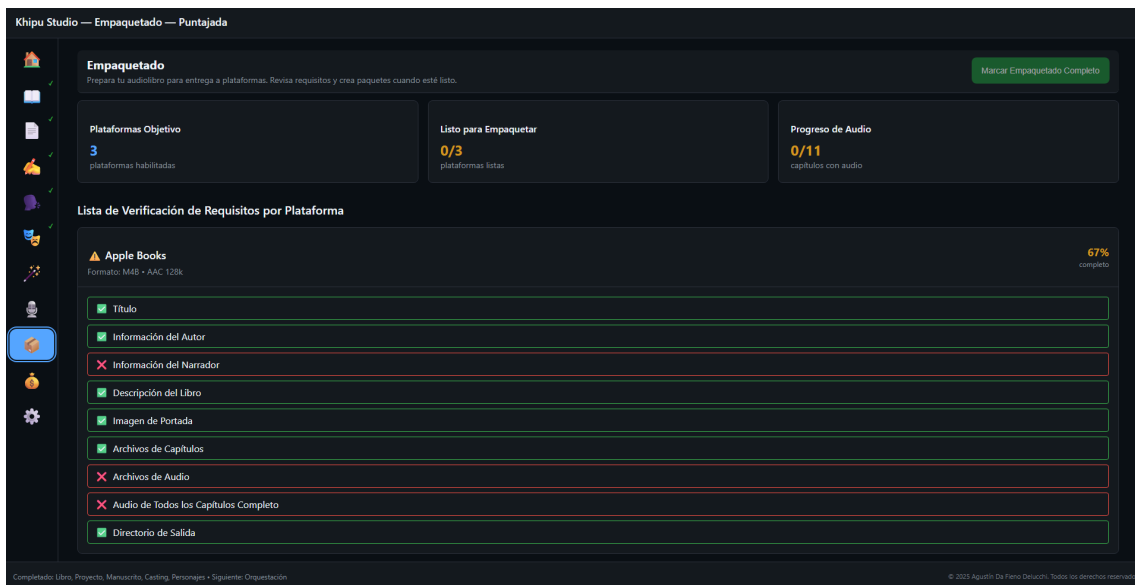 Khipu Studio — Empaquetado — Puntajada
Empaquetado
Prepara tu audiolibro para entrega a plataformas. Revisa requisitos y crea paquetes cuando esté listo.
Marcar Empaquetado Completo
Plataformas Objetivo
3
plataformas habilitadas
Listo para Empaquetar
0/3
plataformas listas
Progreso de Audio
0/11
capítulos con audio
Lista de Verificación de Requisitos por Plataforma
Apple Books
Formato: M4B • AAC 128k
67%
completo
Título
Información del Autor
Información del Narrador
Descripción del Libro
Imagen de Portada
Archivos de Capítulos
Archivos de Audio
Audio de Todos los Capítulos Completo
Directorio de Salida
Completado: Libro, Proyecto, Manuscrito, Casting, Personajes • Siguiente: Orquestación
© 2025 Agustín Da Fieno Delucchi. Todos los derechos reservado